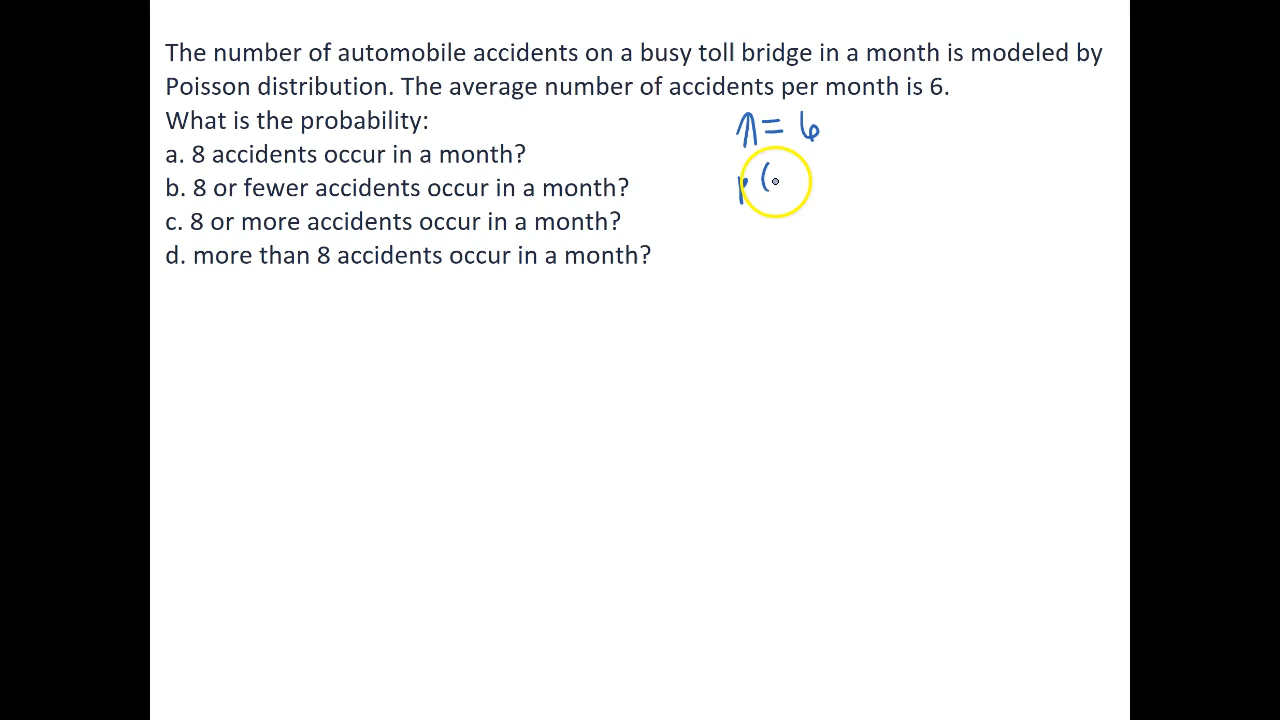 The number of automobile accidents on a busy toll bridge in a month is modeled by
Poisson distribution. The average number of accidents per month is 6.
What is the probability:
λ = 6
a. 8 accidents occur in a month?
b. 8 or fewer accidents occur in a month?
p (
c. 8 or more accidents occur in a month?
d. more than 8 accidents occur in a month?